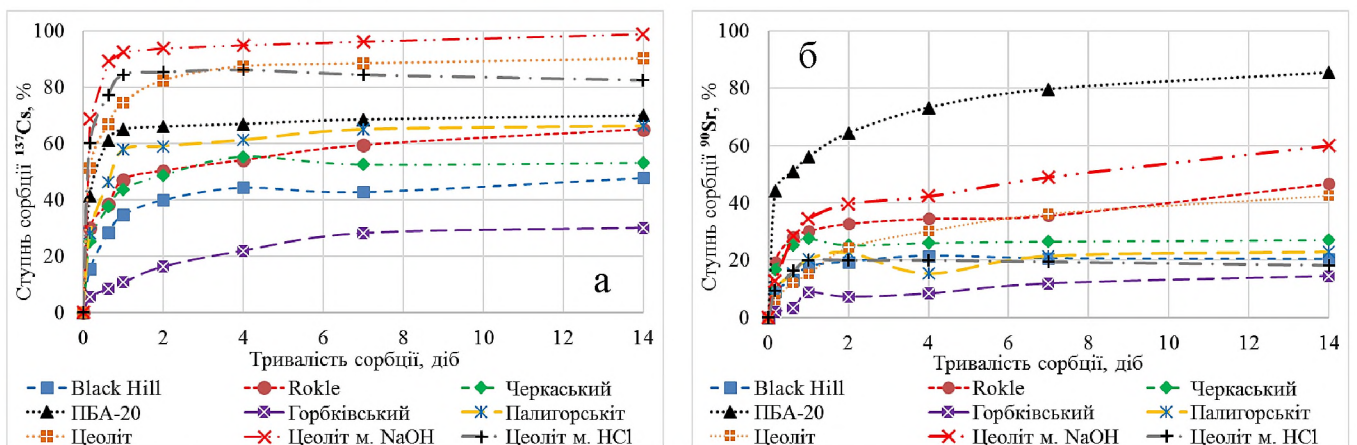 100
80
60
40
20
0
Ступнь сорбції ¹³⁷Cs, %
а
0 2 4 6 8 10 12 14
Тривалість сорбції, діб
Black Hill Rokle Черкаський
ПБА-20 Горбківський Палигорськіт
Цеоліт Цеоліт м. NaOH Цеоліт м. HCl
100
80
60
40
20
0
Ступнь сорбції ⁹⁰Sr, %
б
0 2 4 6 8 10 12 14
Тривалість сорбції, діб
Black Hill Rokle Черкаський
ПБА-20 Горбківський Палигорськіт
Цеоліт Цеоліт м. NaOH Цеоліт м. HCl